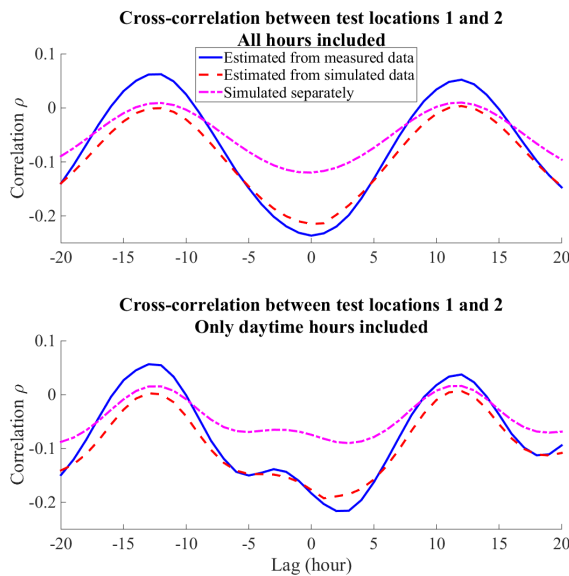 Cross-correlation between test locations 1 and 2
All hours included
Estimated from measured data
Estimated from simulated data
Simulated separately
0.1
0
-0.1
-0.2
Correlation ρ
-20 -15 -10 -5 0 5 10 15 20
Cross-correlation between test locations 1 and 2
Only daytime hours included
0.1
0
-0.1
-0.2
Correlation ρ
-20 -15 -10 -5 0 5 10 15 20
Lag (hour)